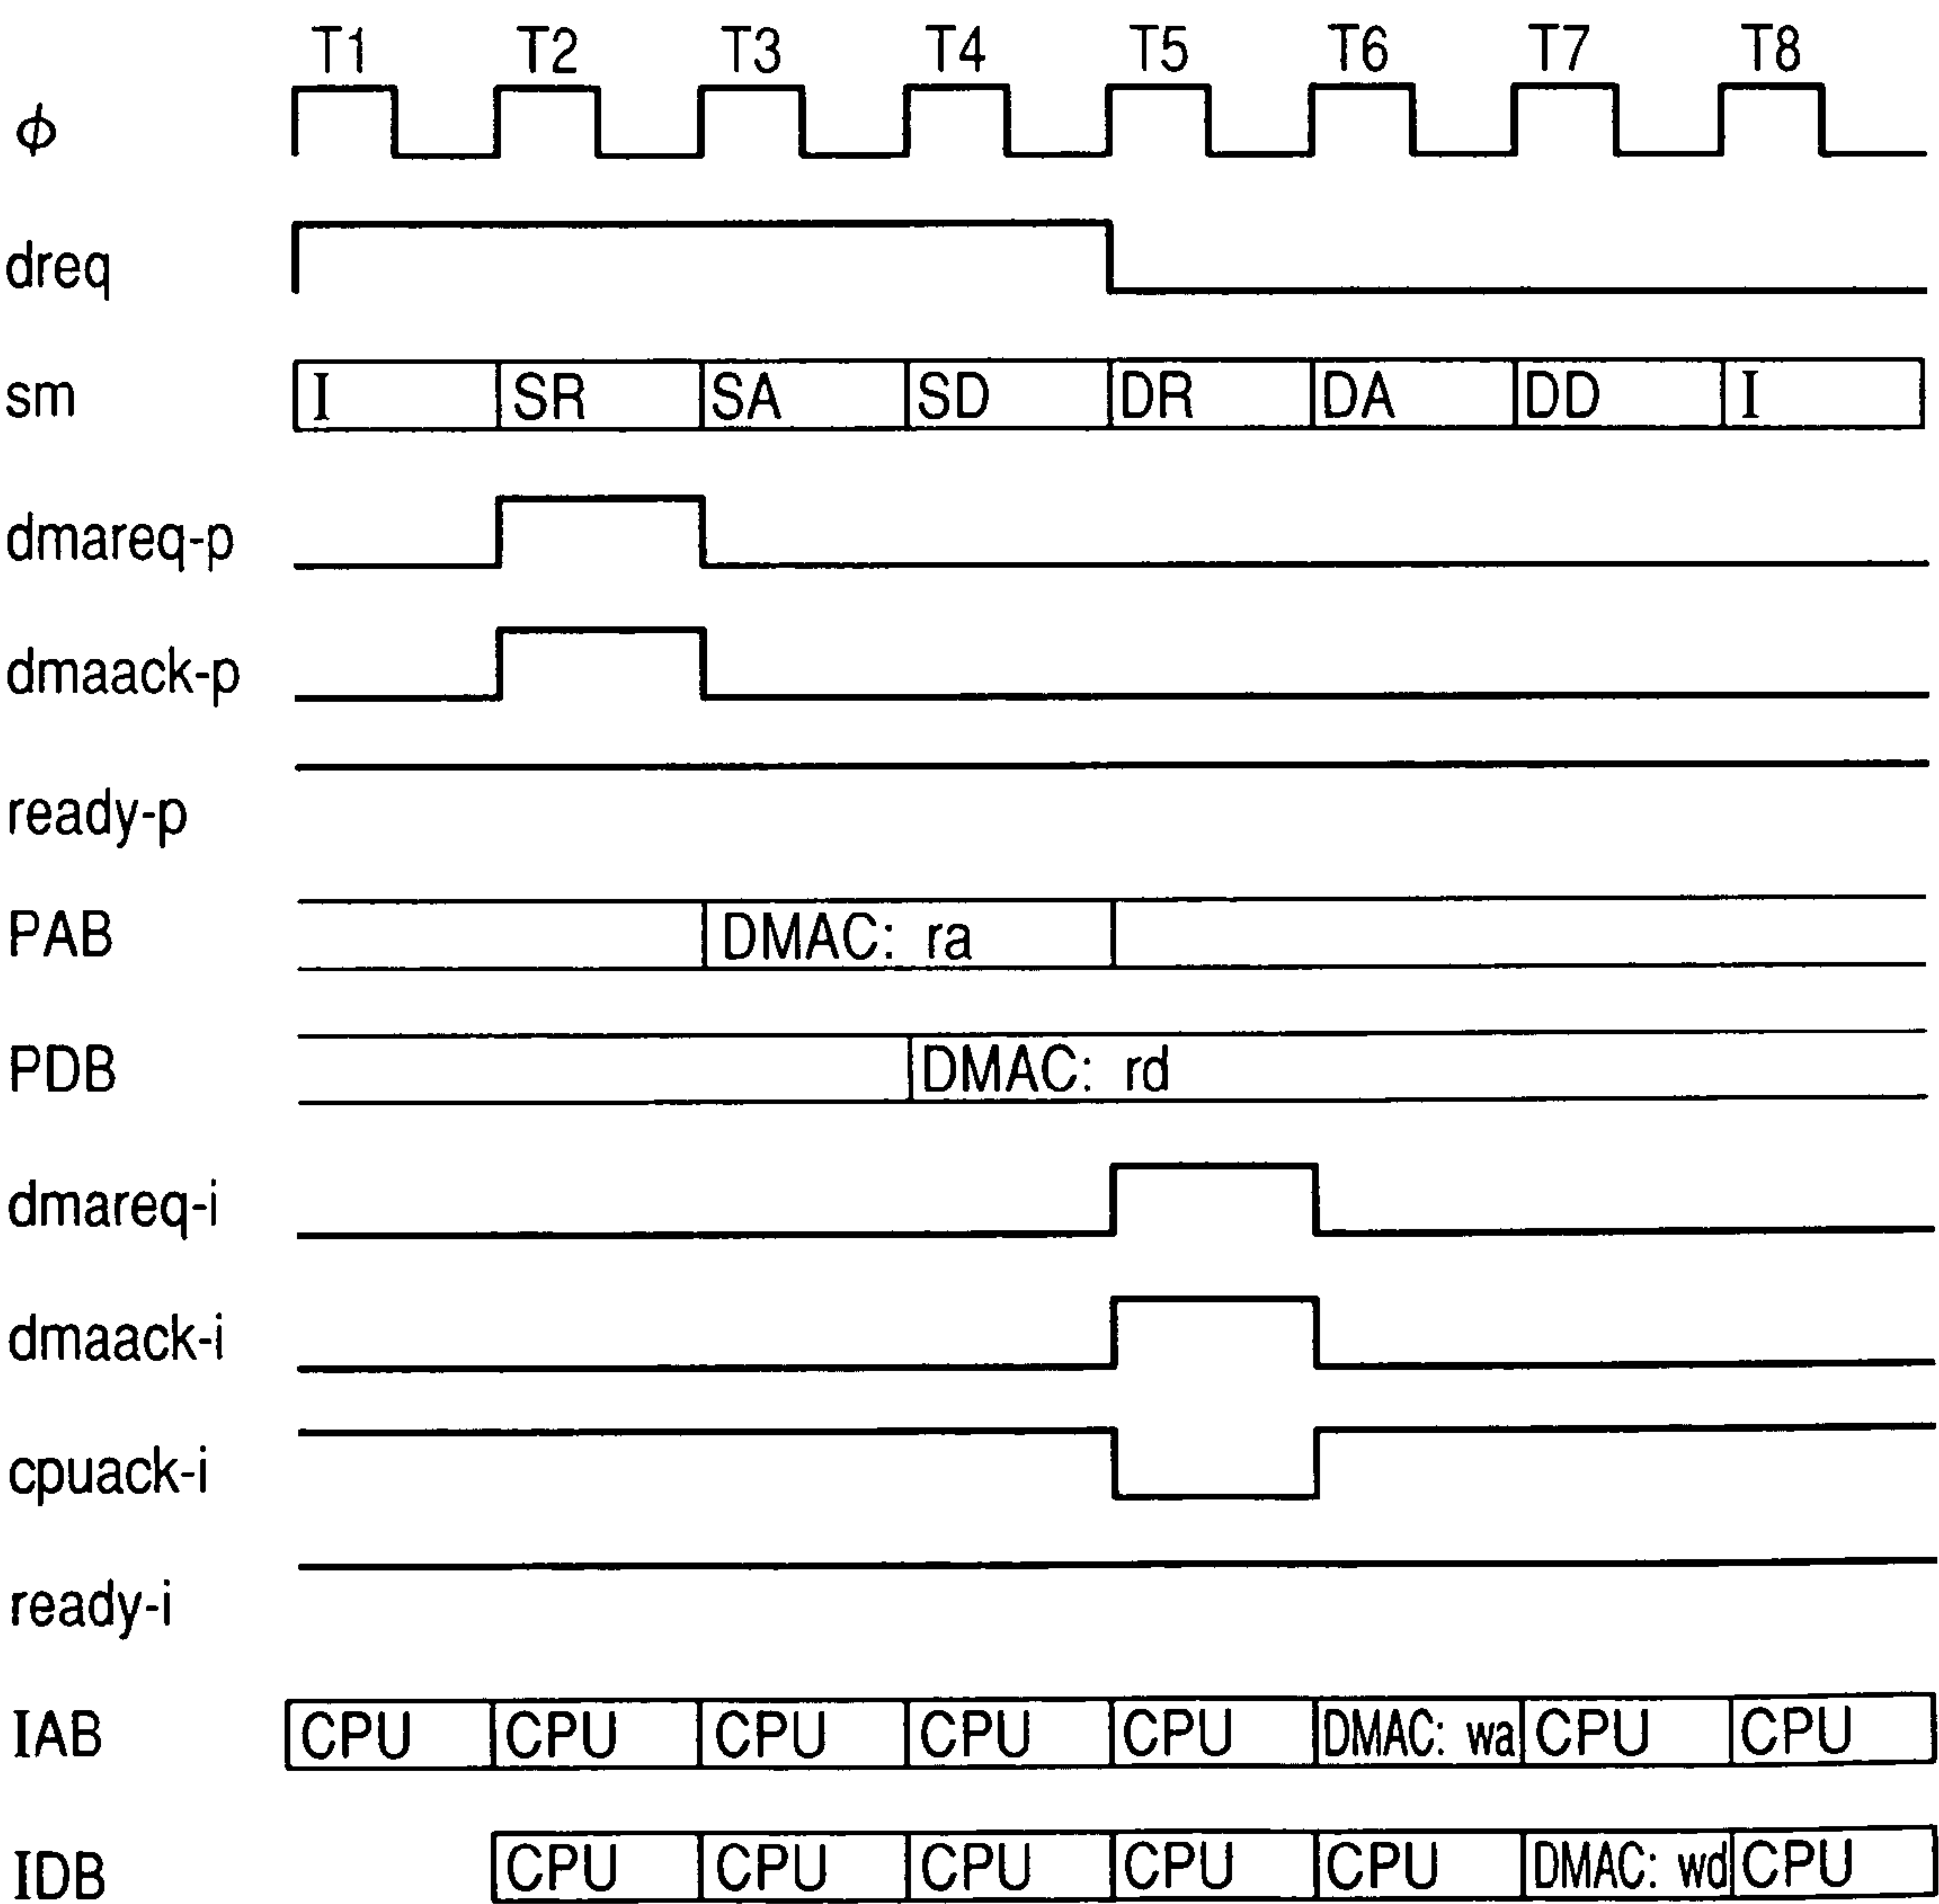 T1 T2 T3 T4 T5 T6 T7 T8
ϕ
dreq
sm I SR SA SD DR DA DD I
dmareq-p
dmaack-p
ready-p
PAB DMAC: ra
PDB DMAC: rd
dmareq-i
dmaack-i
cpuack-i
ready-i
IAB CPU CPU CPU CPU CPU DMAC: wa CPU CPU
IDB CPU CPU CPU CPU CPU DMAC: wd CPU